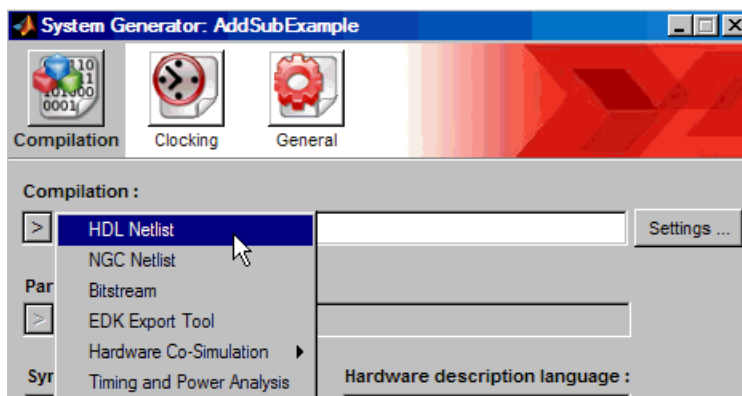 System Generator: AddSubExample
Compilation
Clocking
General
Compilation :
> HDL Netlist
Settings ...
NGC Netlist
Par
Bitstream
>
EDK Export Tool
Hardware Co-Simulation
Syn
Timing and Power Analysis
Hardware description language :